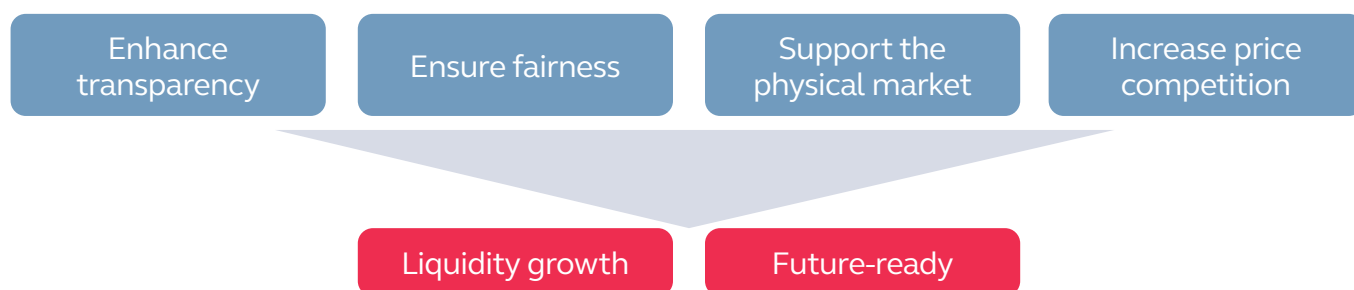 Enhance
transparency
Ensure fairness
Support the
physical market
Increase price
competition
Liquidity growth
Future-ready